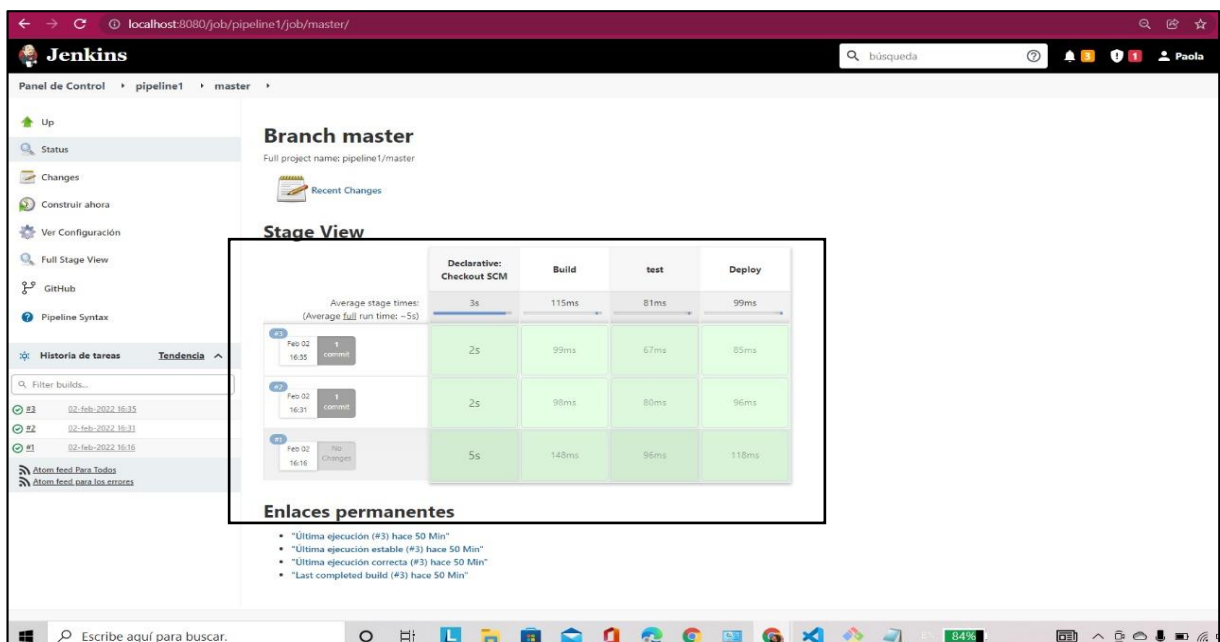 localhost:8080/job/pipeline1/job/master/
Jenkins
búsqueda
3
1
Paola
Panel de Control
pipeline1
master
Up
Status
Changes
Construir ahora
Ver Configuración
Full Stage View
GitHub
Pipeline Syntax
Historia de tareas
Tendencia
Filter builds...
#3 02-feb-2022 16:35
#2 02-feb-2022 16:31
#1 02-feb-2022 16:16
Atom feed Para Todos
Atom feed para los errores
Branch master
Full project name: pipeline1/master
Recent Changes
Stage View
Declarative:
Checkout SCM
Build
test
Deploy
Average stage times:
(Average full run time: ~5s)
3s
115ms
81ms
99ms
#3
Feb 02
16:35
1
commit
2s
99ms
67ms
85ms
#2
Feb 02
16:31
1
commit
2s
98ms
80ms
96ms
#1
Feb 02
16:16
No
Changes
5s
148ms
96ms
118ms
Enlaces permanentes
"Última ejecución (#3) hace 50 Min"
"Última ejecución estable (#3) hace 50 Min"
"Última ejecución correcta (#3) hace 50 Min"
"Last completed build (#3) hace 50 Min"
Escribe aquí para buscar.
84%